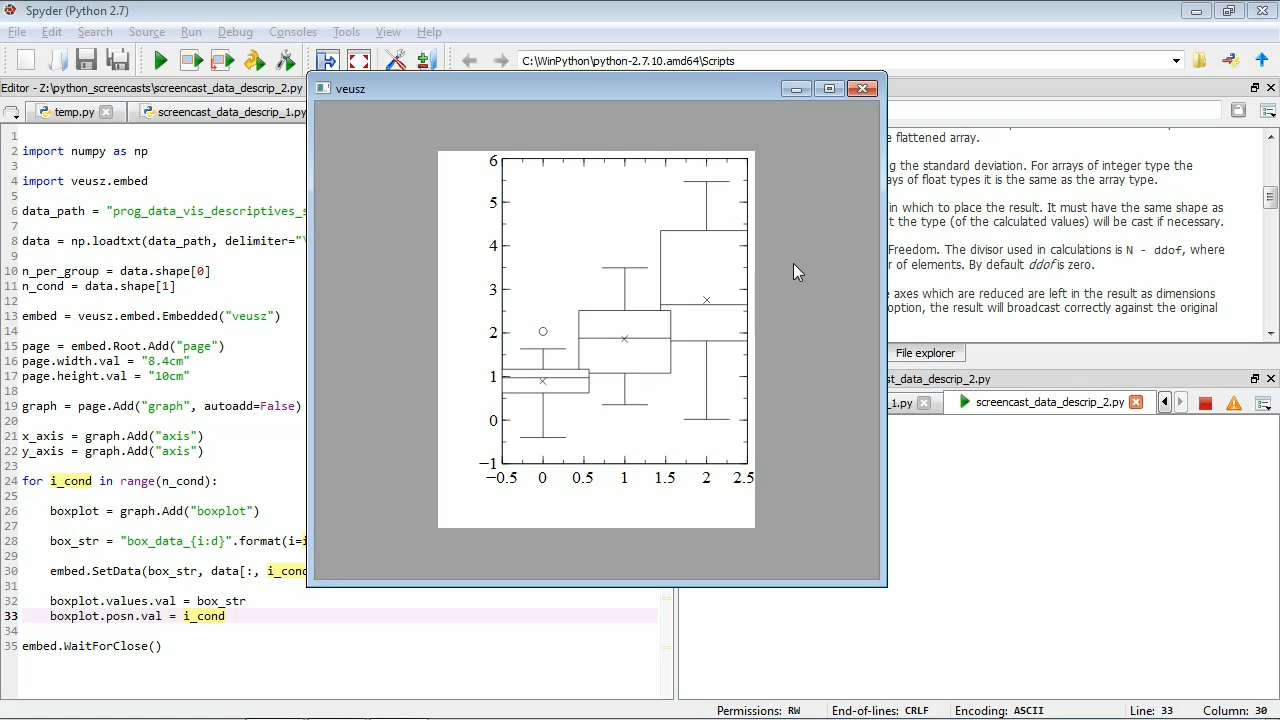 Spyder (Python 2.7)
File Edit Search Source Run Debug Consoles Tools View Help
C:\WinPython\python-2.7.10.amd64\Scripts
Editor - Z:\python_screencasts\screencast_data_descrip_2.py
temp.py screencast_data_descrip_1.py
1
2 import numpy as np
3
4 import veusz.embed
5
6 data_path = "prog_data_vis_descriptives_s
7
8 data = np.loadtxt(data_path, delimiter="\
9
10 n_per_group = data.shape[0]
11 n_cond = data.shape[1]
12
13 embed = veusz.embed.Embedded("veusz")
14
15 page = embed.Root.Add("page")
16 page.width.val = "8.4cm"
17 page.height.val = "10cm"
18
19 graph = page.Add("graph", autoadd=False)
20
21 x_axis = graph.Add("axis")
22 y_axis = graph.Add("axis")
23
24 for i_cond in range(n_cond):
25
26 boxplot = graph.Add("boxplot")
27
28 box_str = "box_data_{i:d}".format(i=i
29
30 embed.SetData(box_str, data[:, i_cond
31
32 boxplot.values.val = box_str
33 boxplot.posn.val = i_cond
34
35 embed.WaitForClose()
veusz
6
5
4
3
2
1
0
−1
−0.5 0 0.5 1 1.5 2 2.5
e flattened array.
g the standard deviation. For arrays of integer type the
ays of float types it is the same as the array type.
in which to place the result. It must have the same shape as
t the type (of the calculated values) will be cast if necessary.
Freedom. The divisor used in calculations is N - ddof, where
r of elements. By default ddof is zero.
e axes which are reduced are left in the result as dimensions
option, the result will broadcast correctly against the original
File explorer
st_data_descrip_2.py
_1.py screencast_data_descrip_2.py
Permissions: RW End-of-lines: CRLF Encoding: ASCII Line: 33 Column: 30